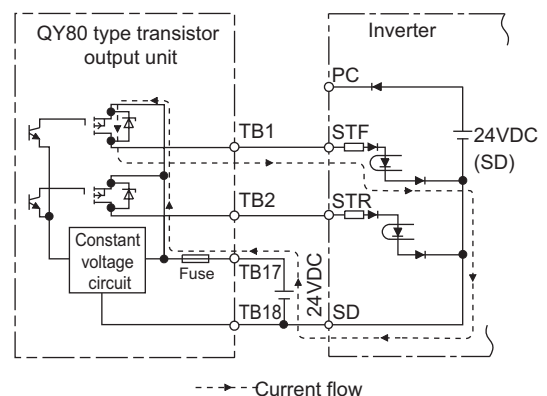 QY80 type transistor
output unit
Inverter
PC
TB1
STF
24VDC
(SD)
TB2
STR
Constant
voltage
circuit
Fuse
TB17
24VDC
TB18
SD
Current flow